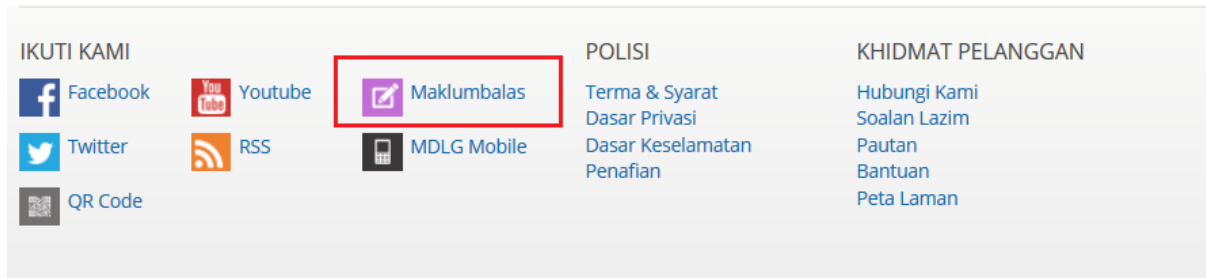 IKUTI KAMI
Facebook
Youtube
Maklumbalas
Twitter
RSS
MDLG Mobile
QR Code
POLISI
Terma & Syarat
Dasar Privasi
Dasar Keselamatan
Penafian
KHIDMAT PELANGGAN
Hubungi Kami
Soalan Lazim
Pautan
Bantuan
Peta Laman